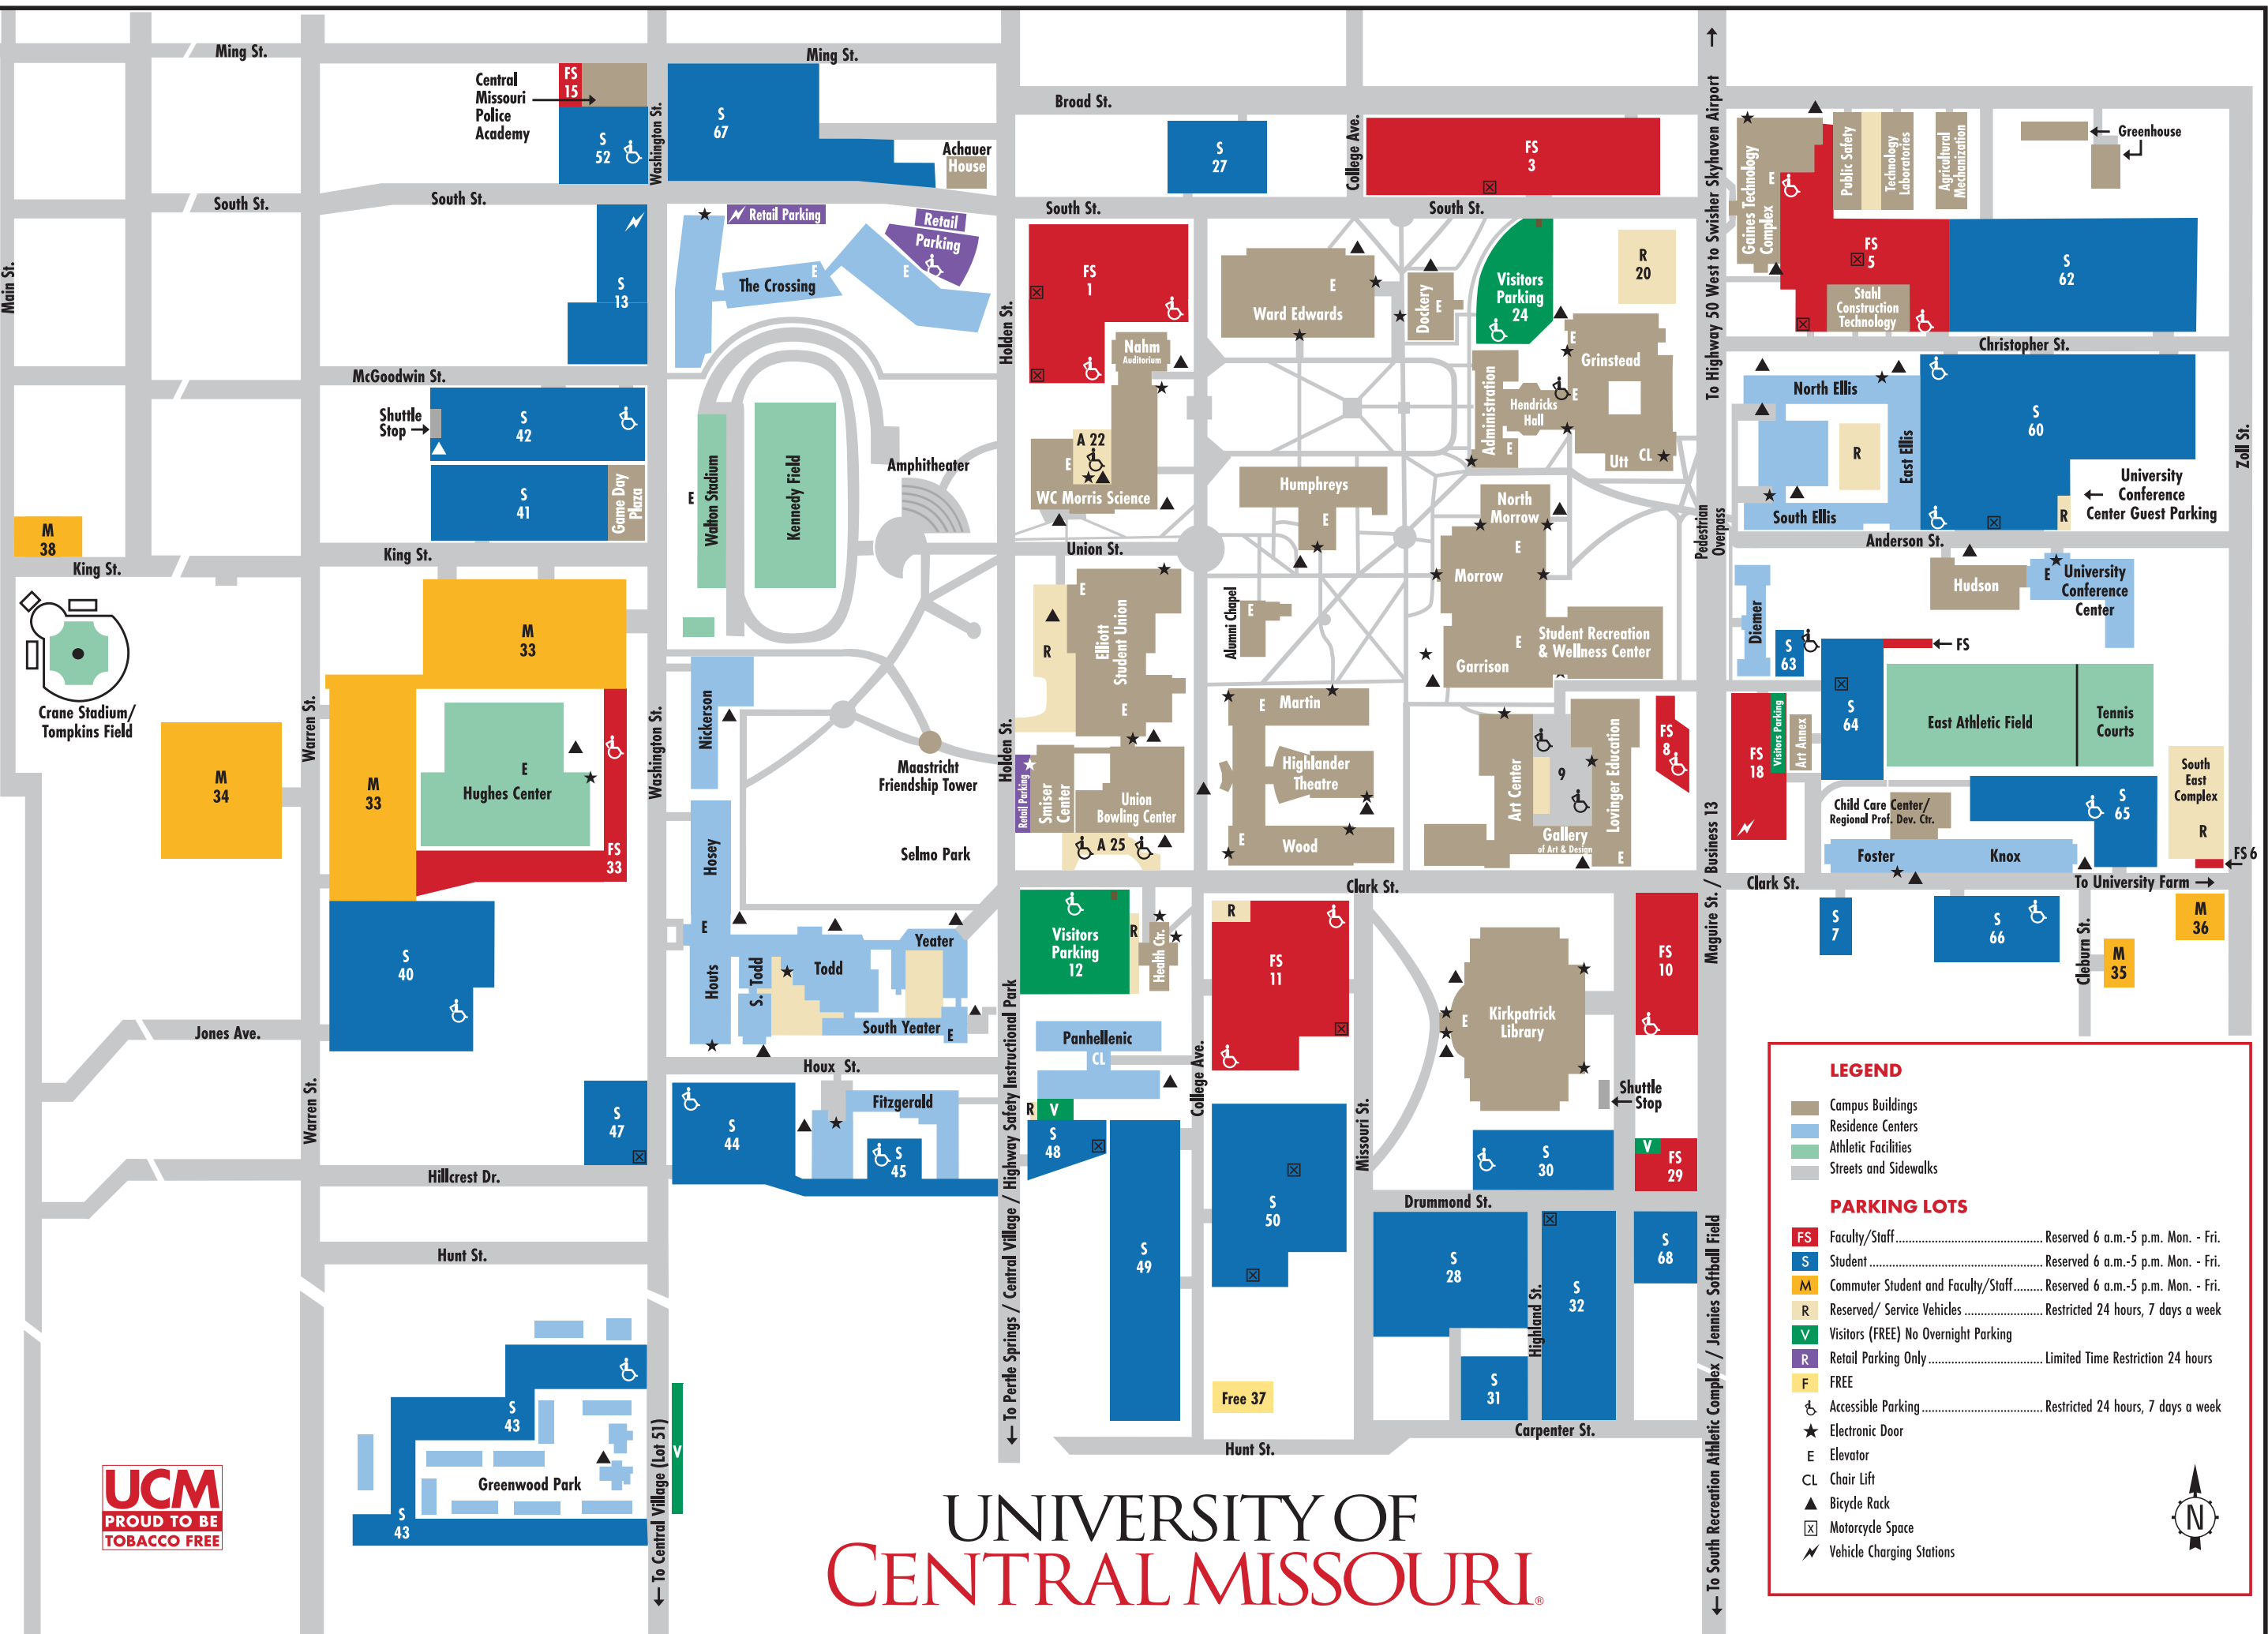 Ming St.
Ming St.
Central
Missouri
Police
Academy
FS
15
S
52
Washington St.
S
67
Achauer
House
Broad St.
S
27
College Ave.
FS
3
To Highway 50 West to Swisher Skyhaven Airport
Gaines Technology
Complex
E
Public Safety
Technology
Laboratories
Agricultural
Mechanization
Greenhouse
South St.
South St.
South St.
South St.
Main St.
S
13
Retail Parking
Retail
Parking
The Crossing
E
E
Holden St.
FS
1
Nahm
Auditorium
Ward Edwards
E
Dockery
E
Visitors
Parking
24
R
20
FS
5
S
62
Stahl
Construction
Technology
Christopher St.
McGoodwin St.
Shuttle
Stop
S
42
S
41
Game Day
Plaza
E
Walton Stadium
Kennedy Field
Amphitheater
A 22
E
WC Morris Science
Humphreys
E
Administration
E
Hendricks
Hall
E
E
Grinstead
Utt
CL
North
Morrow
E
Morrow
North Ellis
East Ellis
South Ellis
R
S
60
University
Conference
Center Guest Parking
R
Zoll St.
Pedestrian
Overpass
Anderson St.
M
38
King St.
King St.
Union St.
Crane Stadium/
Tompkins Field
M
33
M
33
M
34
Warren St.
E
Hughes Center
FS
33
Washington St.
Nickerson
Maastricht
Friendship Tower
Holden St.
R
E
Elliott
Student Union
E
Alumni Chapel
E
Garrison
E
Student Recreation
& Wellness Center
Diemer
S
63
Hudson
E
University
Conference
Center
FS
S
64
East Athletic Field
Tennis
Courts
FS
18
Visitors Parking
Art Annex
South
East
Complex
R
FS 6
Child Care Center/
Regional Prof. Dev. Ctr.
S
65
Foster
Knox
Retail Parking
Smiser
Center
Union
Bowling Center
A 25
E
Martin
Highlander
Theatre
E
Wood
Art Center
9
Lovinger Education
E
Gallery
of Art & Design
FS
8
Maguire St. / Business 13
Selmo Park
Hosey
E
Houts
S. Todd
Todd
Yeater
South Yeater
E
Clark St.
Clark St.
To University Farm
S
7
S
66
Cleburn St.
M
35
M
36
S
40
Visitors
Parking
12
R
Health Ctr.
R
FS
11
Kirkpatrick
Library
E
FS
10
Jones Ave.
Warren St.
Houx St.
Panhellenic
CL
College Ave.
Missouri St.
Shuttle
Stop
S
47
S
44
Fitzgerald
S
45
R
V
S
48
S
49
S
50
S
30
V
FS
29
Hillcrest Dr.
Drummond St.
Hunt St.
S
28
Highland St.
S
32
S
68
S
31
Free 37
Hunt St.
Carpenter St.
To Pertle Springs / Central Village / Highway Safety Instructional Park
To South Recreation Athletic Complex / Jennies Softball Field
S
43
Greenwood Park
S
43
V
To Central Village (Lot 51)
UCM
PROUD TO BE
TOBACCO FREE
UNIVERSITY OF
CENTRAL MISSOURI®
LEGEND
Campus Buildings
Residence Centers
Athletic Facilities
Streets and Sidewalks
PARKING LOTS
FS Faculty/Staff Reserved 6 a.m.-5 p.m. Mon. - Fri.
S Student Reserved 6 a.m.-5 p.m. Mon. - Fri.
M Commuter Student and Faculty/Staff Reserved 6 a.m.-5 p.m. Mon. - Fri.
R Reserved/ Service Vehicles Restricted 24 hours, 7 days a week
V Visitors (FREE) No Overnight Parking
R Retail Parking Only Limited Time Restriction 24 hours
F FREE
Accessible Parking Restricted 24 hours, 7 days a week
Electronic Door
E Elevator
CL Chair Lift
Bicycle Rack
X Motorcycle Space
Vehicle Charging Stations
N